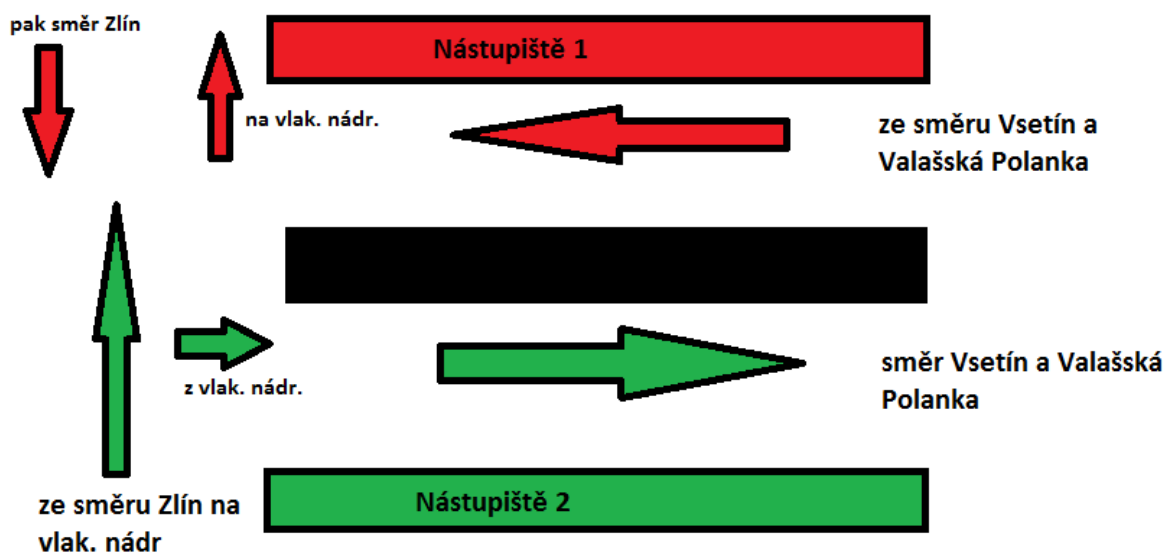 pak směr Zlín
Nástupiště 1
na vlak. nádr.
ze směru Vsetín a
Valašská Polanka
z vlak. nádr.
směr Vsetín a Valašská
Polanka
ze směru Zlín na
vlak. nádr
Nástupiště 2